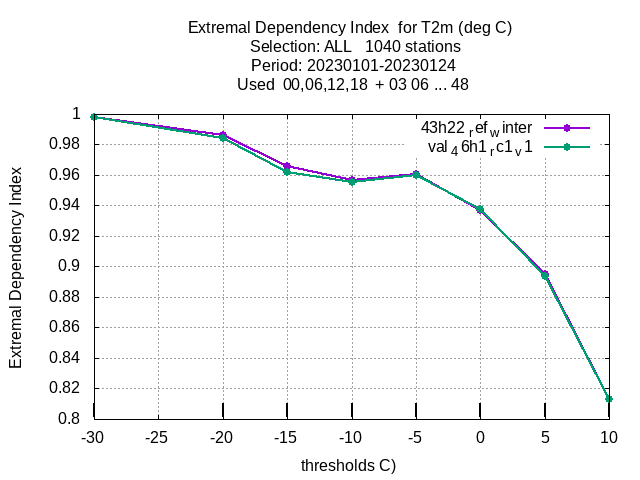 Extremal Dependency Index  for T2m (deg C)
Selection: ALL   1040 stations
Period: 20230101-20230124
Used  00,06,12,18  + 03 06 ... 48
43h22 ref winter
val 4 6h1 rc1 v 1
Extremal Dependency Index
1
0.98
0.96
0.94
0.92
0.9
0.88
0.86
0.84
0.82
0.8
-30 -25 -20 -15 -10 -5 0 5 10
thresholds C)